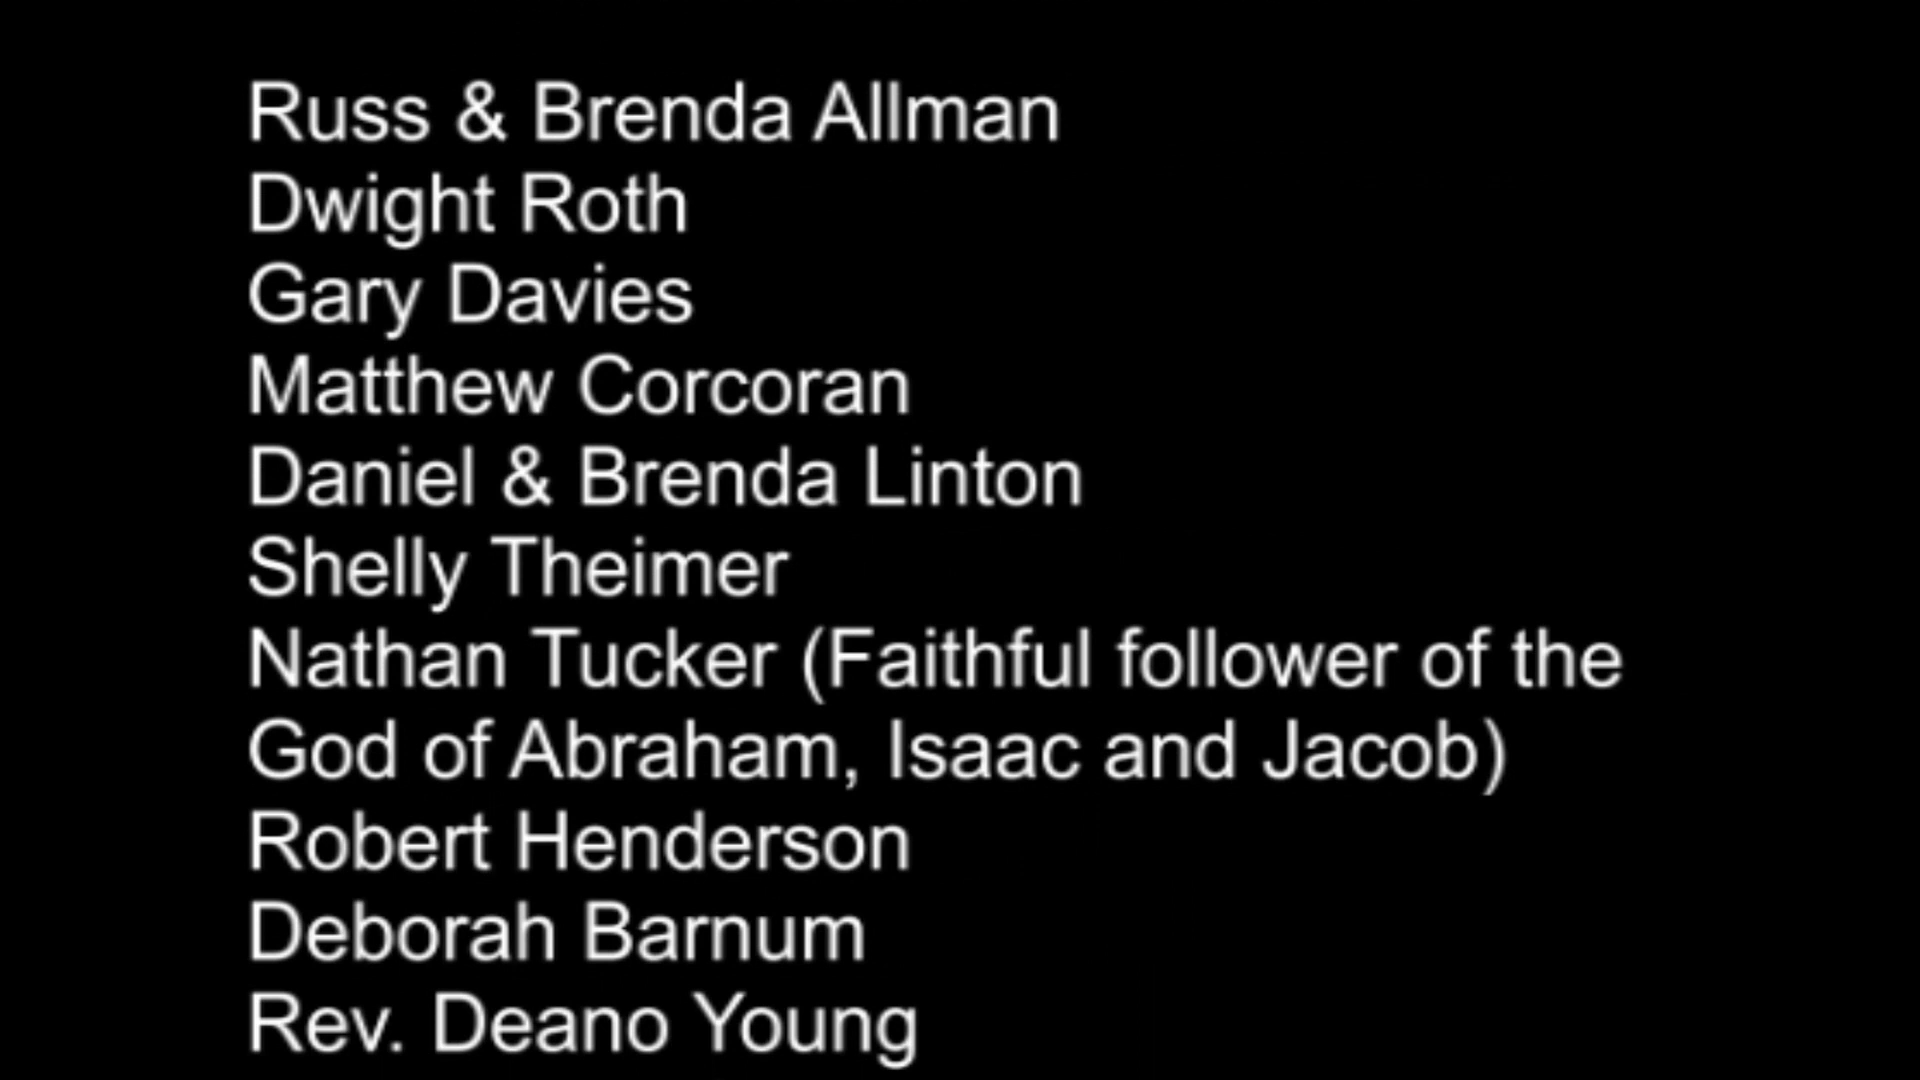 Russ & Brenda Allman
Dwight Roth
Gary Davies
Matthew Corcoran
Daniel & Brenda Linton
Shelly Theimer
Nathan Tucker (Faithful follower of the
God of Abraham, Isaac and Jacob)
Robert Henderson
Deborah Barnum
Rev. Deano Young